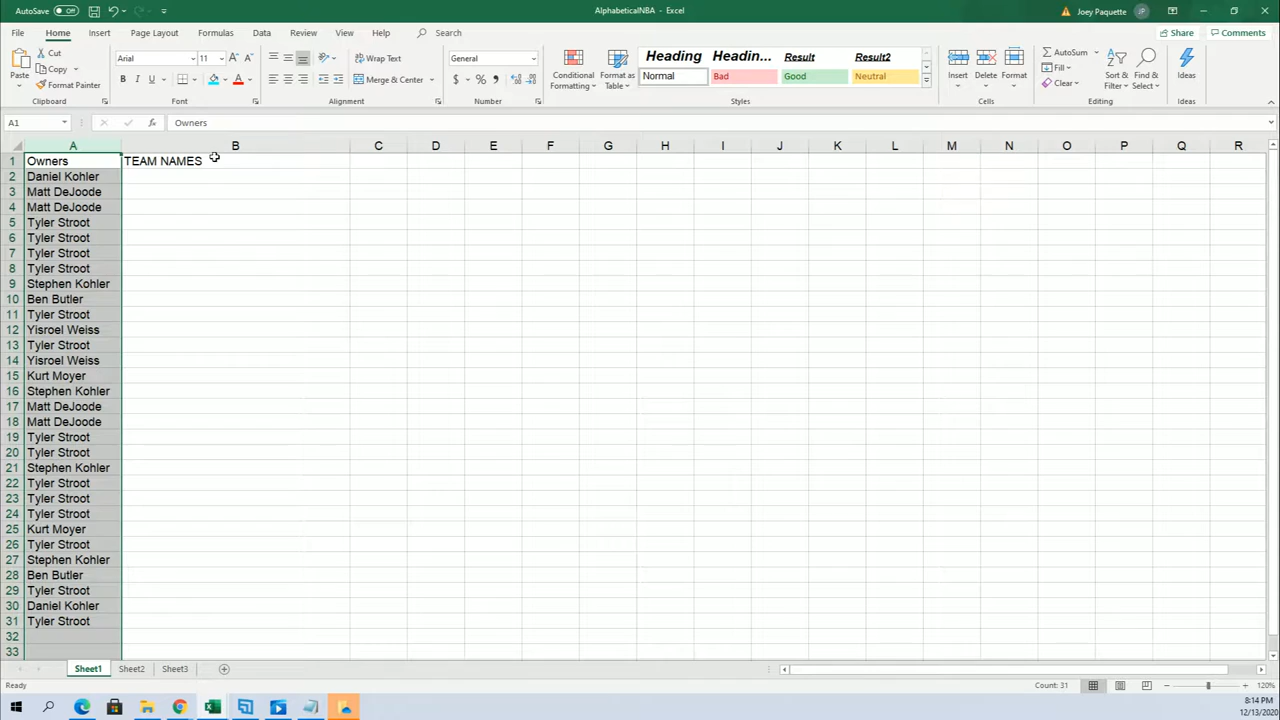 AutoSave Off AlphabeticalNBA - Excel Joey Paquette JP
File Home Insert Page Layout Formulas Data Review View Help Search Share Comments
Paste Cut Copy Format Painter Clipboard
Arial 11 B I U A Font
Wrap Text Merge & Center Alignment
General $ % Number
Conditional Formatting Format as Table Heading Headin... Result Result2 Normal Bad Good Neutral Styles
Insert Delete Format Cells
AutoSum Fill Clear Sort & Filter Find & Select Editing
Ideas Ideas
A1 fx Owners
A B C D E F G H I J K L M N O P Q R
1 Owners TEAM NAMES
2 Daniel Kohler
3 Matt DeJoode
4 Matt DeJoode
5 Tyler Stroot
6 Tyler Stroot
7 Tyler Stroot
8 Tyler Stroot
9 Stephen Kohler
10 Ben Butler
11 Tyler Stroot
12 Yisroel Weiss
13 Tyler Stroot
14 Yisroel Weiss
15 Kurt Moyer
16 Stephen Kohler
17 Matt DeJoode
18 Matt DeJoode
19 Tyler Stroot
20 Tyler Stroot
21 Stephen Kohler
22 Tyler Stroot
23 Tyler Stroot
24 Tyler Stroot
25 Kurt Moyer
26 Tyler Stroot
27 Stephen Kohler
28 Ben Butler
29 Tyler Stroot
30 Daniel Kohler
31 Tyler Stroot
32
33
Sheet1 Sheet2 Sheet3
Ready Count: 31 120%
8:14 PM
12/13/2020